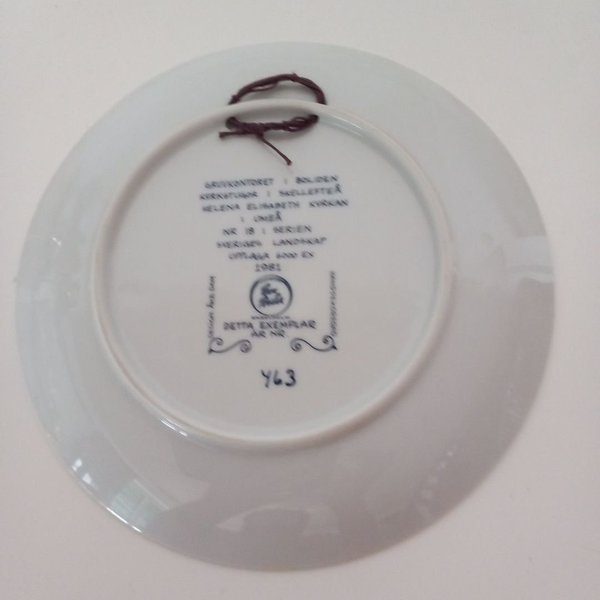 GRUVKONTORET I BOLIDEN
KYRKSTUGOR I SKELLEFTEÅ
HELENA ELISABETH KYRKAN
I UMEÅ
NR 18 I SERIEN
SVERIGES LANDSKAP
UPPLAGA 6000 EX
1981
DETTA EXEMPLAR
ÄR NR
463